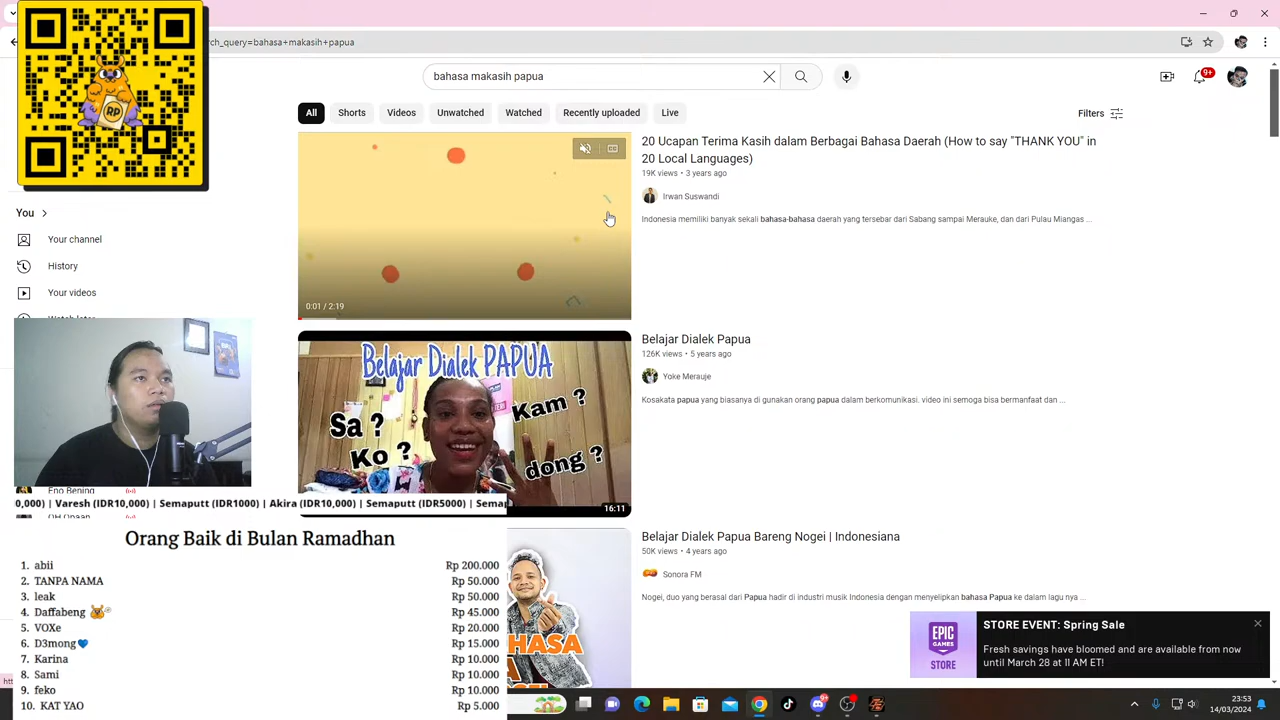 RP
23:53
rch_query=bahasa+makasih+papua
bahasa makasih papua
9+
All
Shorts
Videos
Unwatched
Watched
Recently uploaded
Live
Filters
You
Your channel
History
Your videos
Watch later
0:01 / 2:19
20 Ucapan Terima Kasih dalam Berbagai Bahasa Daerah (How to say "THANK YOU" in
20 Local Languages)
19K views • 3 years ago
Irwan Suswandi
Indonesia memiliki banyak sekali bahasa-bahasa daerah yang tersebar dari Sabang sampai Merauke, dan dari Pulau Miangas ...
Belajar Dialek PAPUA
Sa ?
Kam ?
Ko ?
dong ?
16:11
Belajar Dialek Papua
126K views • 5 years ago
Yoke Merauje
Kosakata papua yang biasanya di gunakan orang papua dalam berkomunikasi. video ini semoga bisa bermanfaat dan ...
Eno Bening
0,000) | Varesh (IDR10,000) | Semaputt (IDR1000) | Akira (IDR10,000) | Semaputt (IDR5000) | Semap
Orang Baik di Bulan Ramadhan
1. abii Rp 200.000
2. TANPA NAMA Rp 50.000
3. leak Rp 50.000
4. Daffabeng Rp 45.000
5. VOXe Rp 20.000
6. D3mong💙 Rp 15.000
7. Karina Rp 10.000
8. Sami Rp 10.000
9. feko Rp 10.000
10. KAT YAO Rp 5.000
Belajar Dialek Papua Bareng Nogei | Indonesiana
50K views • 4 years ago
Sonora FM
Nogei, duo yang berasal dari Papua hadir di industri musik Indonesia dengan menyelipkan bahasa Papua ke dalam lagu nya ...
EPIC
GAMES
STORE
STORE EVENT: Spring Sale
Fresh savings have bloomed and are available from now
until March 28 at 11 AM ET!
9+
23:53
14/03/2024